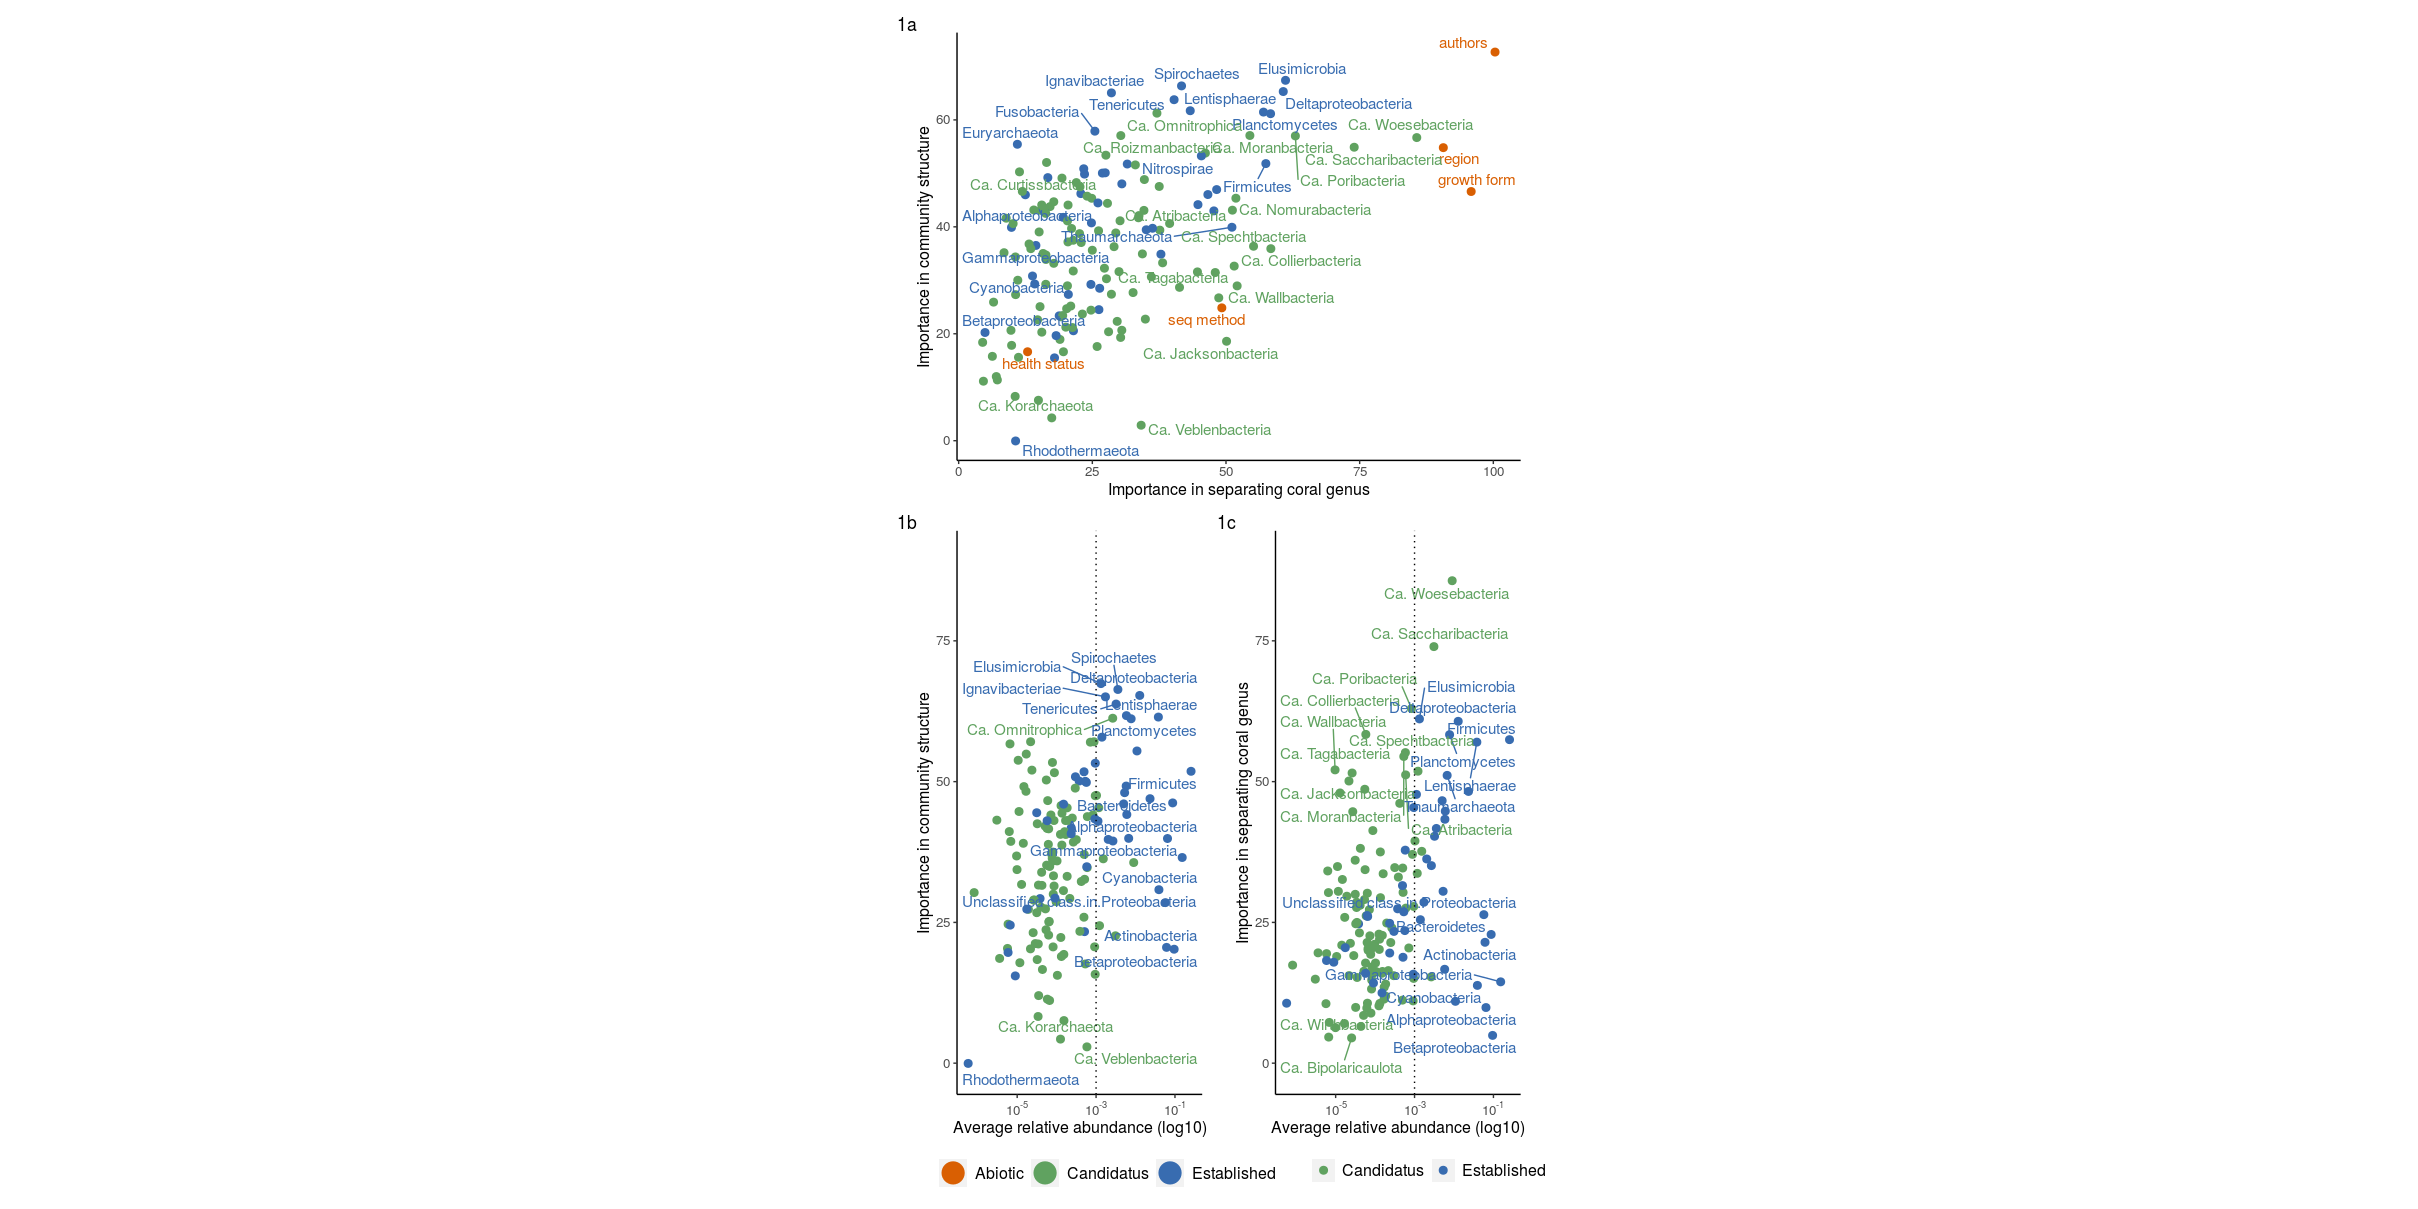 1a
authors
Elusimicrobia
Spirochaetes
Ignavibacteriae
Lentisphaerae
Tenericutes
Deltaproteobacteria
Fusobacteria
Ca. Omnitrophica
Planctomycetes
Ca. Woesebacteria
Euryarchaeota
Ca. Roizmanbacteria
Ca. Moranbacteria
Ca. Saccharibacteria
region
Nitrospirae
Ca. Poribacteria
growth form
Ca. Curtissbacteria
Firmicutes
Ca. Nomurabacteria
Alphaproteobacteria
Ca. Atribacteria
Thaumarchaeota
Ca. Spechtbacteria
Gammaproteobacteria
Ca. Collierbacteria
Ca. Tagabacteria
Cyanobacteria
Ca. Wallbacteria
Betaproteobacteria
seq method
Ca. Jacksonbacteria
health status
Ca. Korarchaeota
Ca. Veblenbacteria
Rhodothermaeota
60
40
20
0
0 25 50 75 100
Importance in community structure
Importance in separating coral genus
1b
Spirochaetes
Elusimicrobia
Deltaproteobacteria
Ignavibacteriae
Lentisphaerae
Tenericutes
Ca. Omnitrophica
Planctomycetes
Firmicutes
Bacteroidetes
Alphaproteobacteria
Gammaproteobacteria
Cyanobacteria
Unclassified.class.in.Proteobacteria
Actinobacteria
Betaproteobacteria
Ca. Korarchaeota
Ca. Veblenbacteria
Rhodothermaeota
75
50
25
0
10-5 10-3 10-1
Importance in community structure
Average relative abundance (log10)
1c
Ca. Woesebacteria
Ca. Saccharibacteria
Ca. Poribacteria
Elusimicrobia
Ca. Collierbacteria
Deltaproteobacteria
Ca. Wallbacteria
Firmicutes
Ca. Spechtbacteria
Ca. Tagabacteria
Planctomycetes
Lentisphaerae
Ca. Jacksonbacteria
Thaumarchaeota
Ca. Moranbacteria
Ca. Atribacteria
Unclassified.class.in.Proteobacteria
Bacteroidetes
Actinobacteria
Gammaproteobacteria
Cyanobacteria
Alphaproteobacteria
Betaproteobacteria
Ca. Bipolaricaulota
75
50
25
0
10-5 10-3 10-1
Importance in separating coral genus
Average relative abundance (log10)
Abiotic Candidatus Established
Candidatus Established